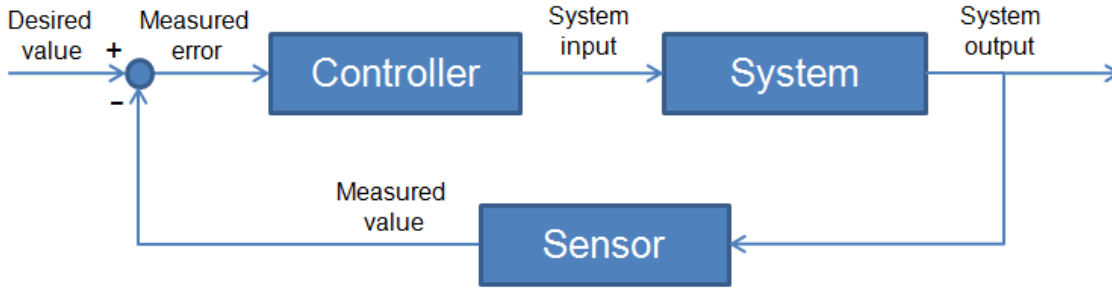 Desired
value
+
−
Measured
error
Controller
System
input
System
System
output
Measured
value
Sensor